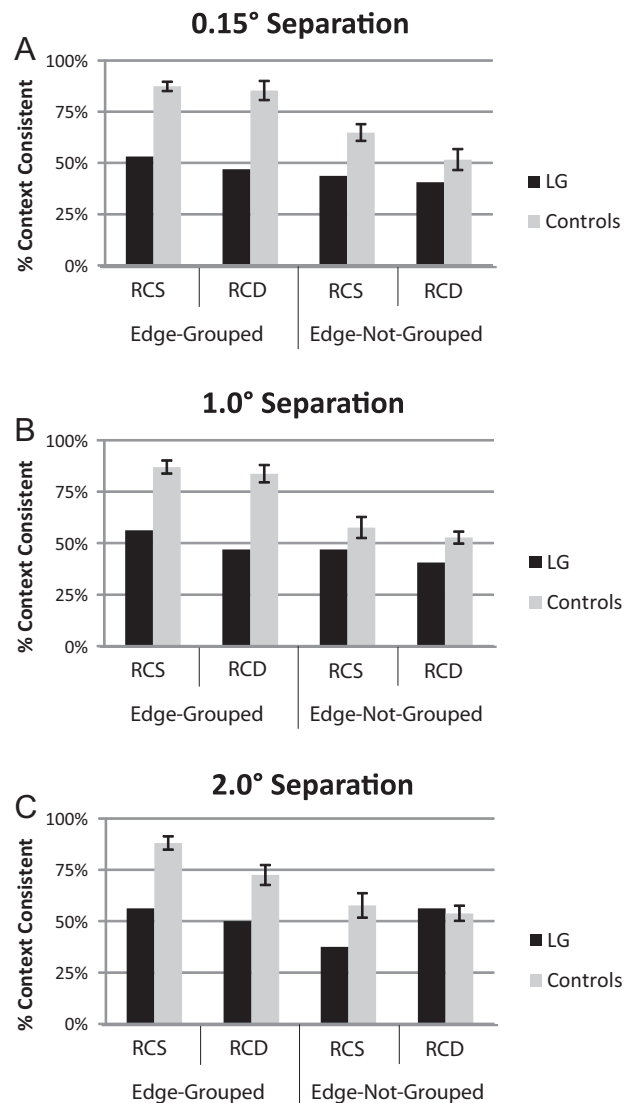 0.15° Separation
A
100%
75%
50%
25%
0%
% Context Consistent
RCS RCD RCS RCD
Edge-Grouped Edge-Not-Grouped
LG
Controls
1.0° Separation
B
100%
75%
50%
25%
0%
% Context Consistent
RCS RCD RCS RCD
Edge-Grouped Edge-Not-Grouped
LG
Controls
2.0° Separation
C
100%
75%
50%
25%
0%
% Context Consistent
RCS RCD RCS RCD
Edge-Grouped Edge-Not-Grouped
LG
Controls